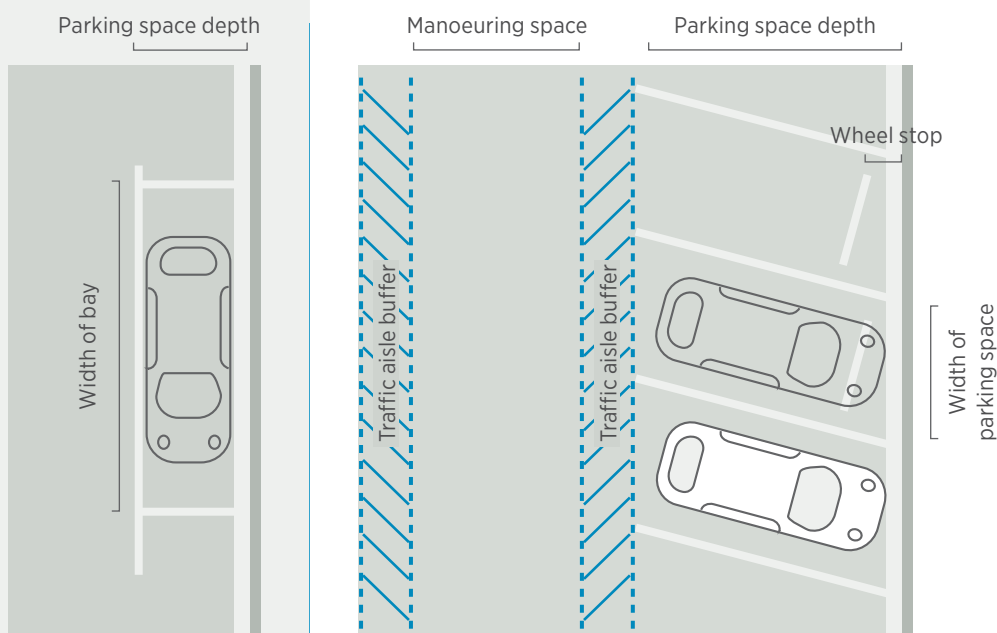 Parking space depth
Width of bay
Manoeuring space
Parking space depth
Wheel stop
Traffic aisle buffer
Traffic aisle buffer
Width of
parking space